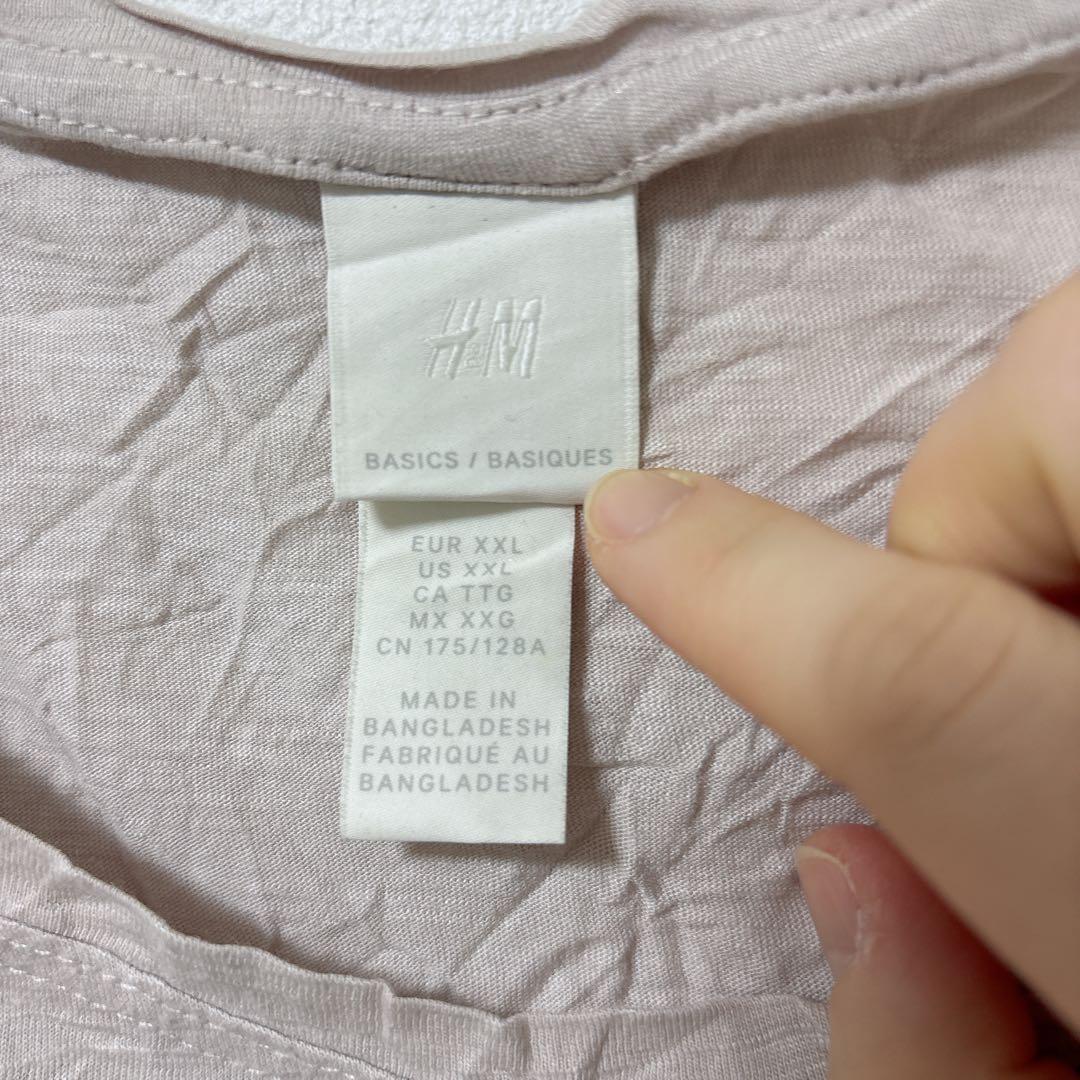 H&M
BASICS / BASIQUES
EUR XXL
US XXL
CA TTG
MX XXG
CN 175/128A
MADE IN
BANGLADESH
FABRIQUÉ AU
BANGLADESH